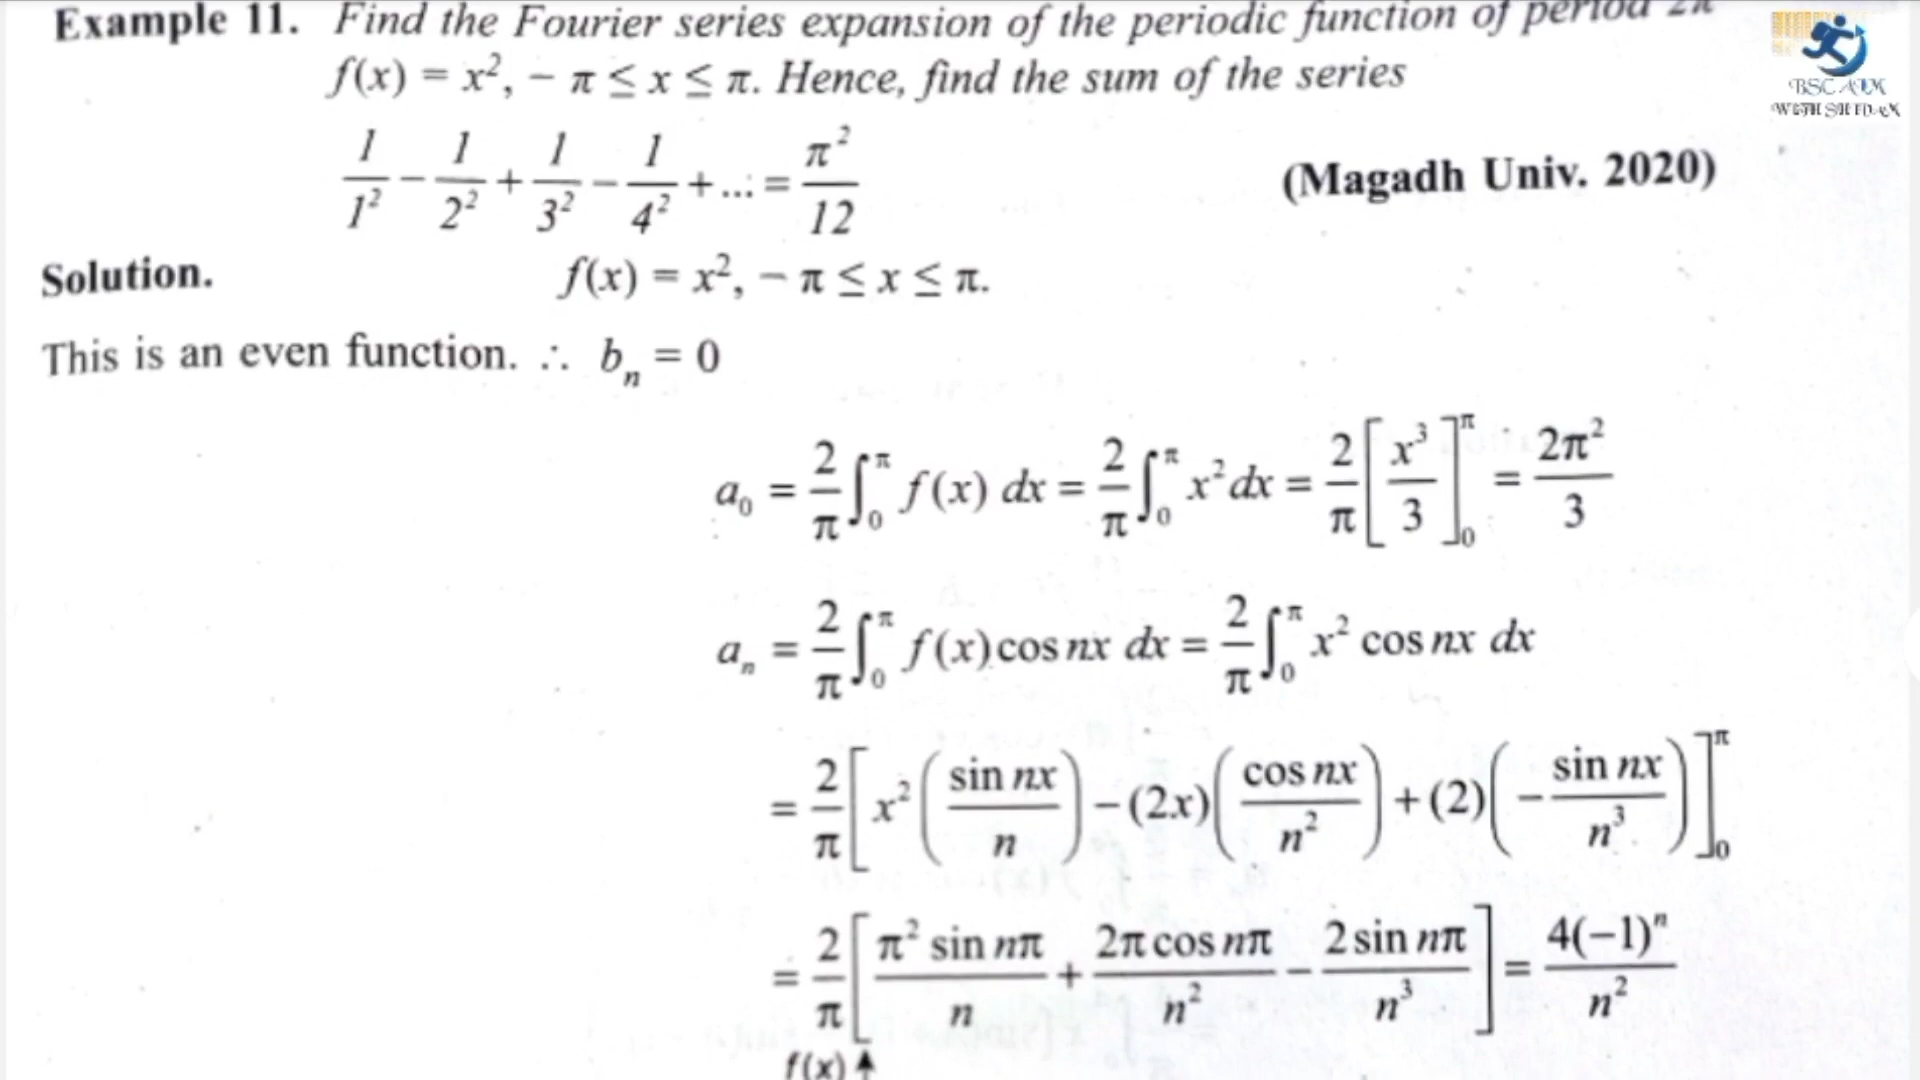 Example 11. Find the Fourier series expansion of the periodic function of period 2π
f(x) = x², – π ≤ x ≤ π. Hence, find the sum of the series
1/1² – 1/2² + 1/3² – 1/4² + ... = π²/12
(Magadh Univ. 2020)
Solution. f(x) = x², – π ≤ x ≤ π.
This is an even function. ∴ bₙ = 0
a₀ = 2/π ∫₀^π f(x) dx = 2/π ∫₀^π x² dx = 2/π [x³/3]₀^π = 2π²/3
aₙ = 2/π ∫₀^π f(x) cos nx dx = 2/π ∫₀^π x² cos nx dx
= 2/π [x² (sin nx/n) – (2x)(cos nx/n²) + (2)(– sin nx/n³)]₀^π
= 2/π [π² sin nπ/n + 2π cos nπ/n² – 2 sin nπ/n³] = 4(–1)ⁿ/n²
f(x)
BSC AIM